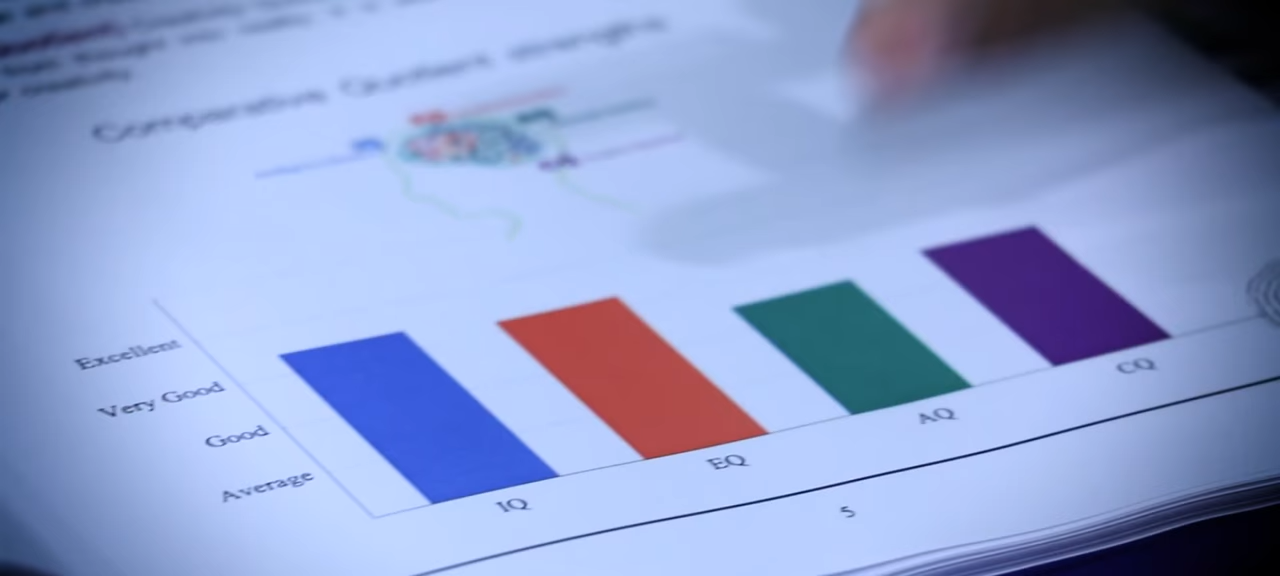 Comparative Quotient strengths
Excellent
Very Good
Good
Average
IQ
EQ
AQ
CQ
5